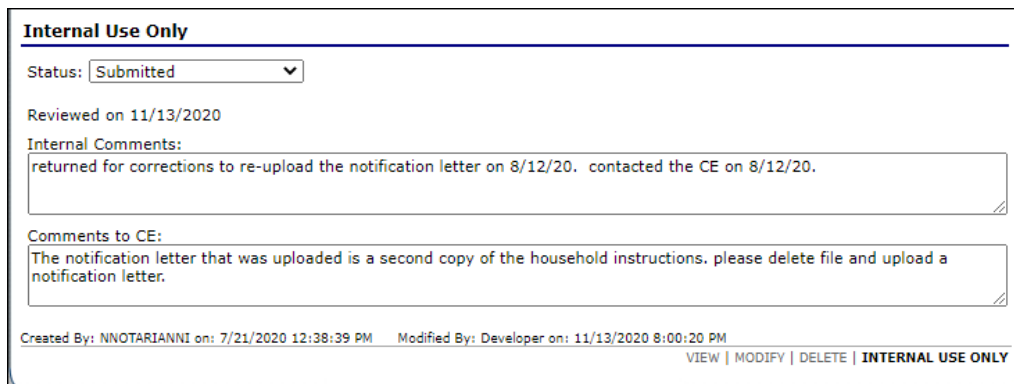 Internal Use Only
Status: Submitted
Reviewed on 11/13/2020
Internal Comments:
returned for corrections to re-upload the notification letter on 8/12/20.  contacted the CE on 8/12/20.
Comments to CE:
The notification letter that was uploaded is a second copy of the household instructions. please delete file and upload a
notification letter.
Created By: NNOTARIANNI on: 7/21/2020 12:38:39 PM    Modified By: Developer on: 11/13/2020 8:00:20 PM
VIEW | MODIFY | DELETE | INTERNAL USE ONLY